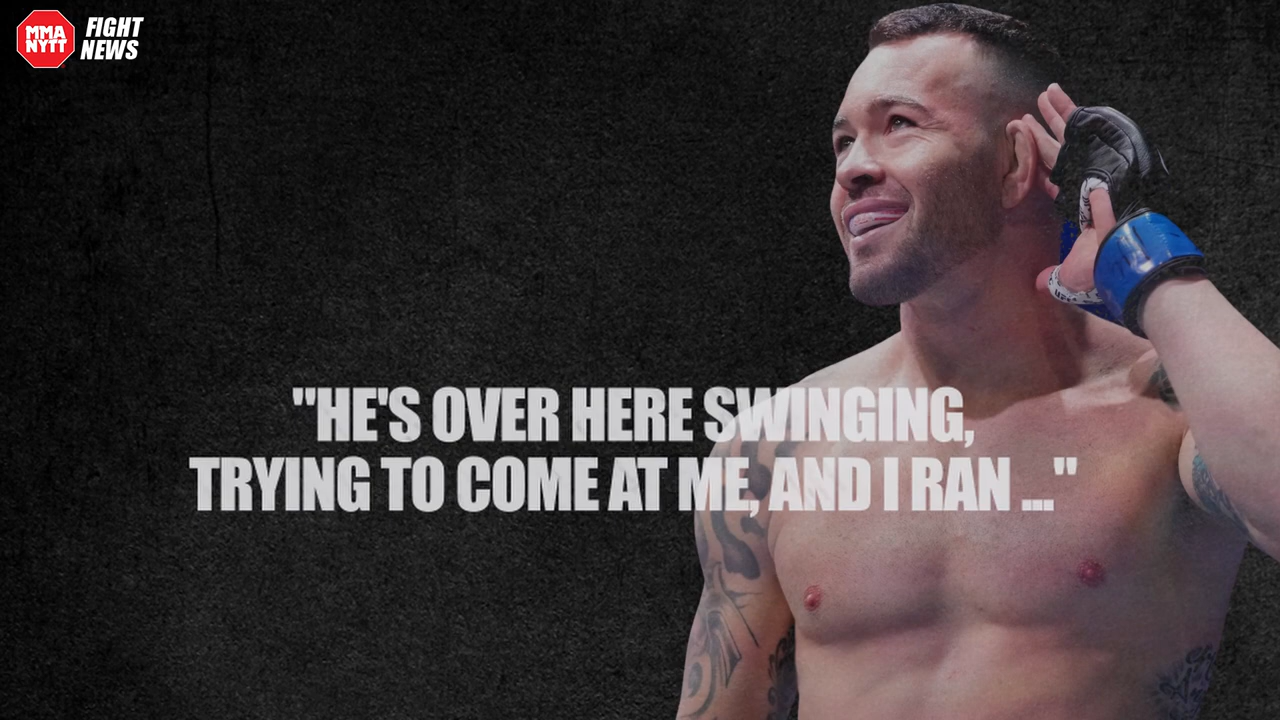 MMA
NYTT
FIGHT
NEWS
"HE'S OVER HERE SWINGING,
TRYING TO COME AT ME, AND I RAN ..."